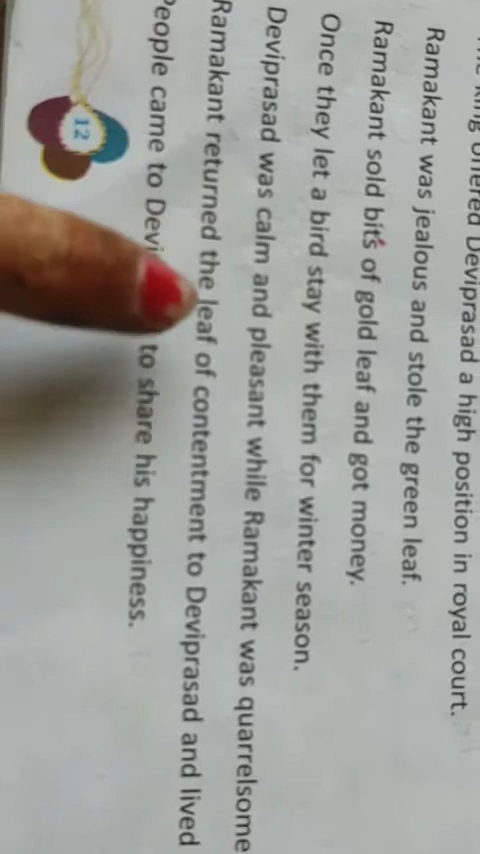 king offered Deviprasad a high position in royal court.
Ramakant was jealous and stole the green leaf.
Ramakant sold bits of gold leaf and got money.
Once they let a bird stay with them for winter season.
Deviprasad was calm and pleasant while Ramakant was quarrelsome
Ramakant returned the leaf of contentment to Deviprasad and lived
People came to Devi to share his happiness.
12